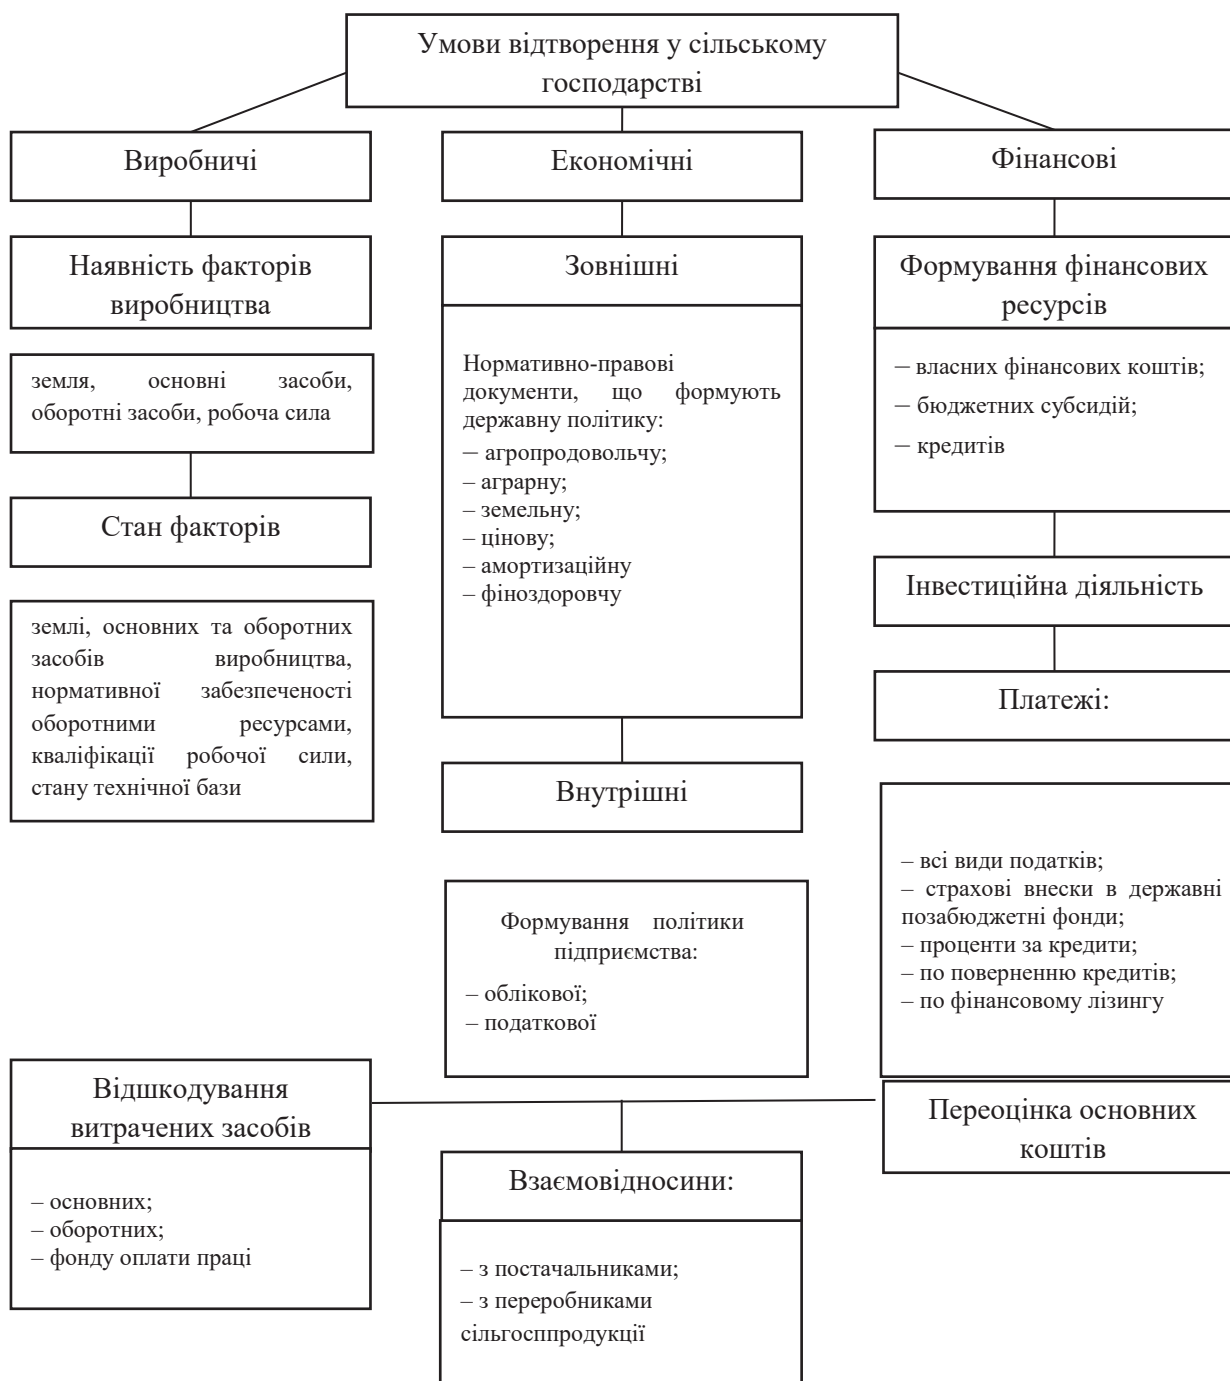 Умови відтворення у сільському
господарстві
Виробничі
Економічні
Фінансові
Наявність факторів
виробництва
Зовнішні
Формування фінансових
ресурсів
земля, основні засоби,
оборотні засоби, робоча сила
Нормативно-правові
документи, що формують
державну політику:
– агропродовольчу;
– аграрну;
– земельну;
– цінову;
– амортизаційну
– фіноздоровчу
– власних фінансових коштів;
– бюджетних субсидій;
– кредитів
Стан факторів
Інвестиційна діяльність
землі, основних та оборотних
засобів виробництва,
нормативної забезпеченості
оборотними ресурсами,
кваліфікації робочої сили,
стану технічної бази
Платежі:
Внутрішні
– всі види податків;
– страхові внески в державні
позабюджетні фонди;
– проценти за кредити;
– по поверненню кредитів;
– по фінансовому лізингу
Формування політики
підприємства:
– облікової;
– податкової
Відшкодування
витрачених засобів
Переоцінка основних
коштів
– основних;
– оборотних;
– фонду оплати праці
Взаємовідносини:
– з постачальниками;
– з переробниками
сільгосппродукції